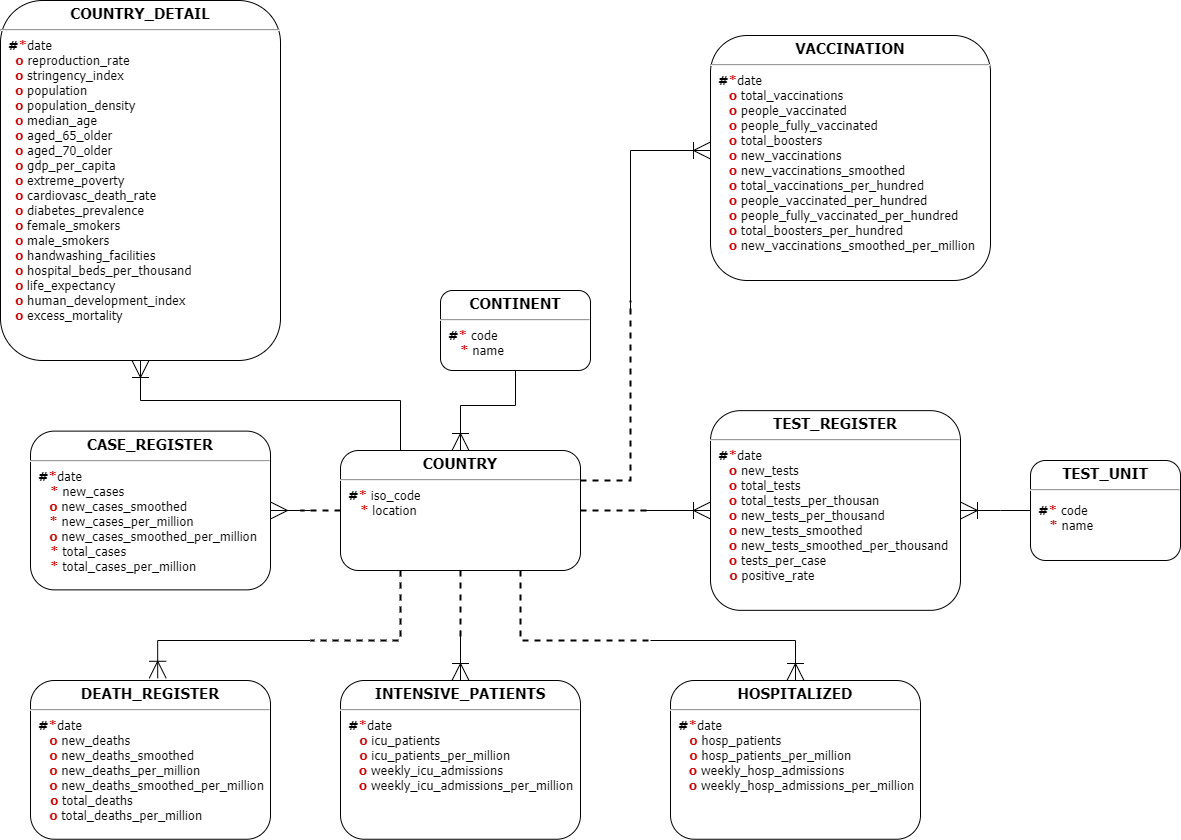 COUNTRY_DETAIL
#*date
o reproduction_rate
o stringency_index
o population
o population_density
o median_age
o aged_65_older
o aged_70_older
o gdp_per_capita
o extreme_poverty
o cardiovasc_death_rate
o diabetes_prevalence
o female_smokers
o male_smokers
o handwashing_facilities
o hospital_beds_per_thousand
o life_expectancy
o human_development_index
o excess_mortality
VACCINATION
#*date
o total_vaccinations
o people_vaccinated
o people_fully_vaccinated
o total_boosters
o new_vaccinations
o new_vaccinations_smoothed
o total_vaccinations_per_hundred
o people_vaccinated_per_hundred
o people_fully_vaccinated_per_hundred
o total_boosters_per_hundred
o new_vaccinations_smoothed_per_million
CONTINENT
#* code
* name
CASE_REGISTER
#*date
* new_cases
o new_cases_smoothed
* new_cases_per_million
o new_cases_smoothed_per_million
* total_cases
* total_cases_per_million
COUNTRY
#* iso_code
* location
TEST_REGISTER
#*date
o new_tests
o total_tests
o total_tests_per_thousan
o new_tests_per_thousand
o new_tests_smoothed
o new_tests_smoothed_per_thousand
o tests_per_case
o positive_rate
TEST_UNIT
#* code
* name
DEATH_REGISTER
#*date
o new_deaths
o new_deaths_smoothed
o new_deaths_per_million
o new_deaths_smoothed_per_million
o total_deaths
o total_deaths_per_million
INTENSIVE_PATIENTS
#*date
o icu_patients
o icu_patients_per_million
o weekly_icu_admissions
o weekly_icu_admissions_per_million
HOSPITALIZED
#*date
o hosp_patients
o hosp_patients_per_million
o weekly_hosp_admissions
o weekly_hosp_admissions_per_million